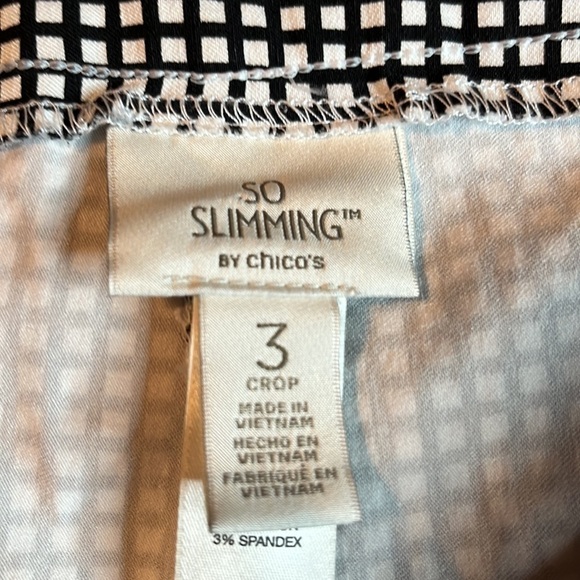 SO
SLIMMING™
BY chico's
3
CROP
MADE IN
VIETNAM
HECHO EN
VIETNAM
FABRIQUÉ EN
VIETNAM
3% SPANDEX